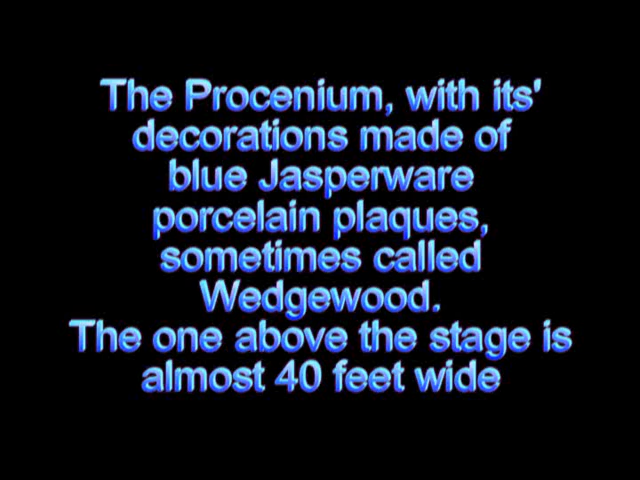 The Procenium, with its'
decorations made of
blue Jasperware
porcelain plaques,
sometimes called
Wedgewood.
The one above the stage is
almost 40 feet wide